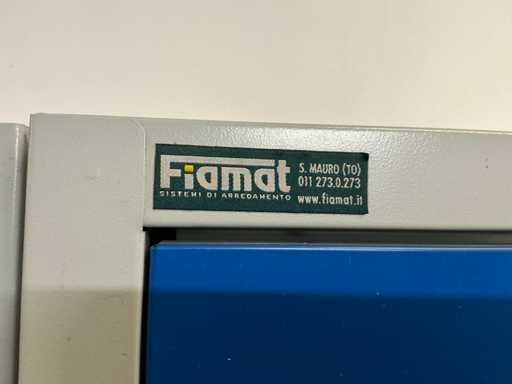 Fiamat
SISTEMI DI ARREDAMENTO
S. MAURO (TO)
011 273.0.273
www.fiamat.it